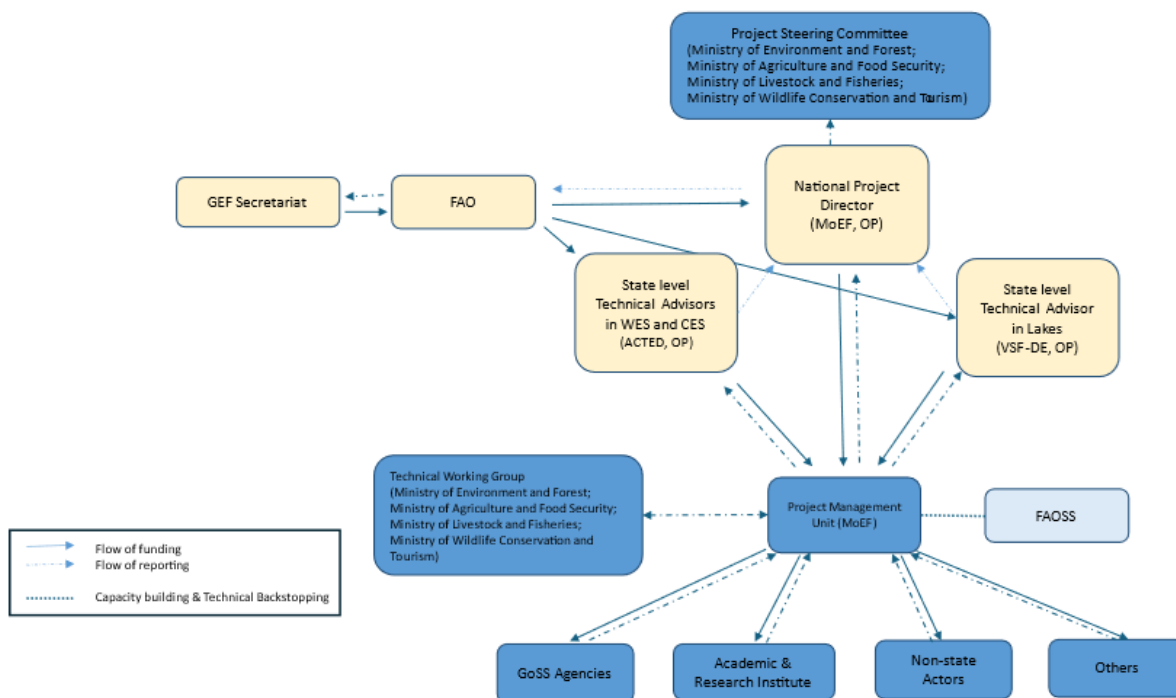 Project Steering Committee
(Ministry of Environment and Forest;
Ministry of Agriculture and Food Security;
Ministry of Livestock and Fisheries;
Ministry of Wildlife Conservation and Tourism)
GEF Secretariat
FAO
National Project
Director
(MoEF, OP)
State level
Technical Advisors
in WES and CES
(ACTED, OP)
State level
Technical Advisor
in Lakes
(VSF-DE, OP)
Technical Working Group
(Ministry of Environment and Forest;
Ministry of Agriculture and Food Security;
Ministry of Livestock and Fisheries;
Ministry of Wildlife Conservation and
Tourism)
Project Management
Unit (MoEF)
FAOSS
Flow of funding
Flow of reporting
Capacity building & Technical Backstopping
GoSS Agencies
Academic &
Research Institute
Non-state
Actors
Others